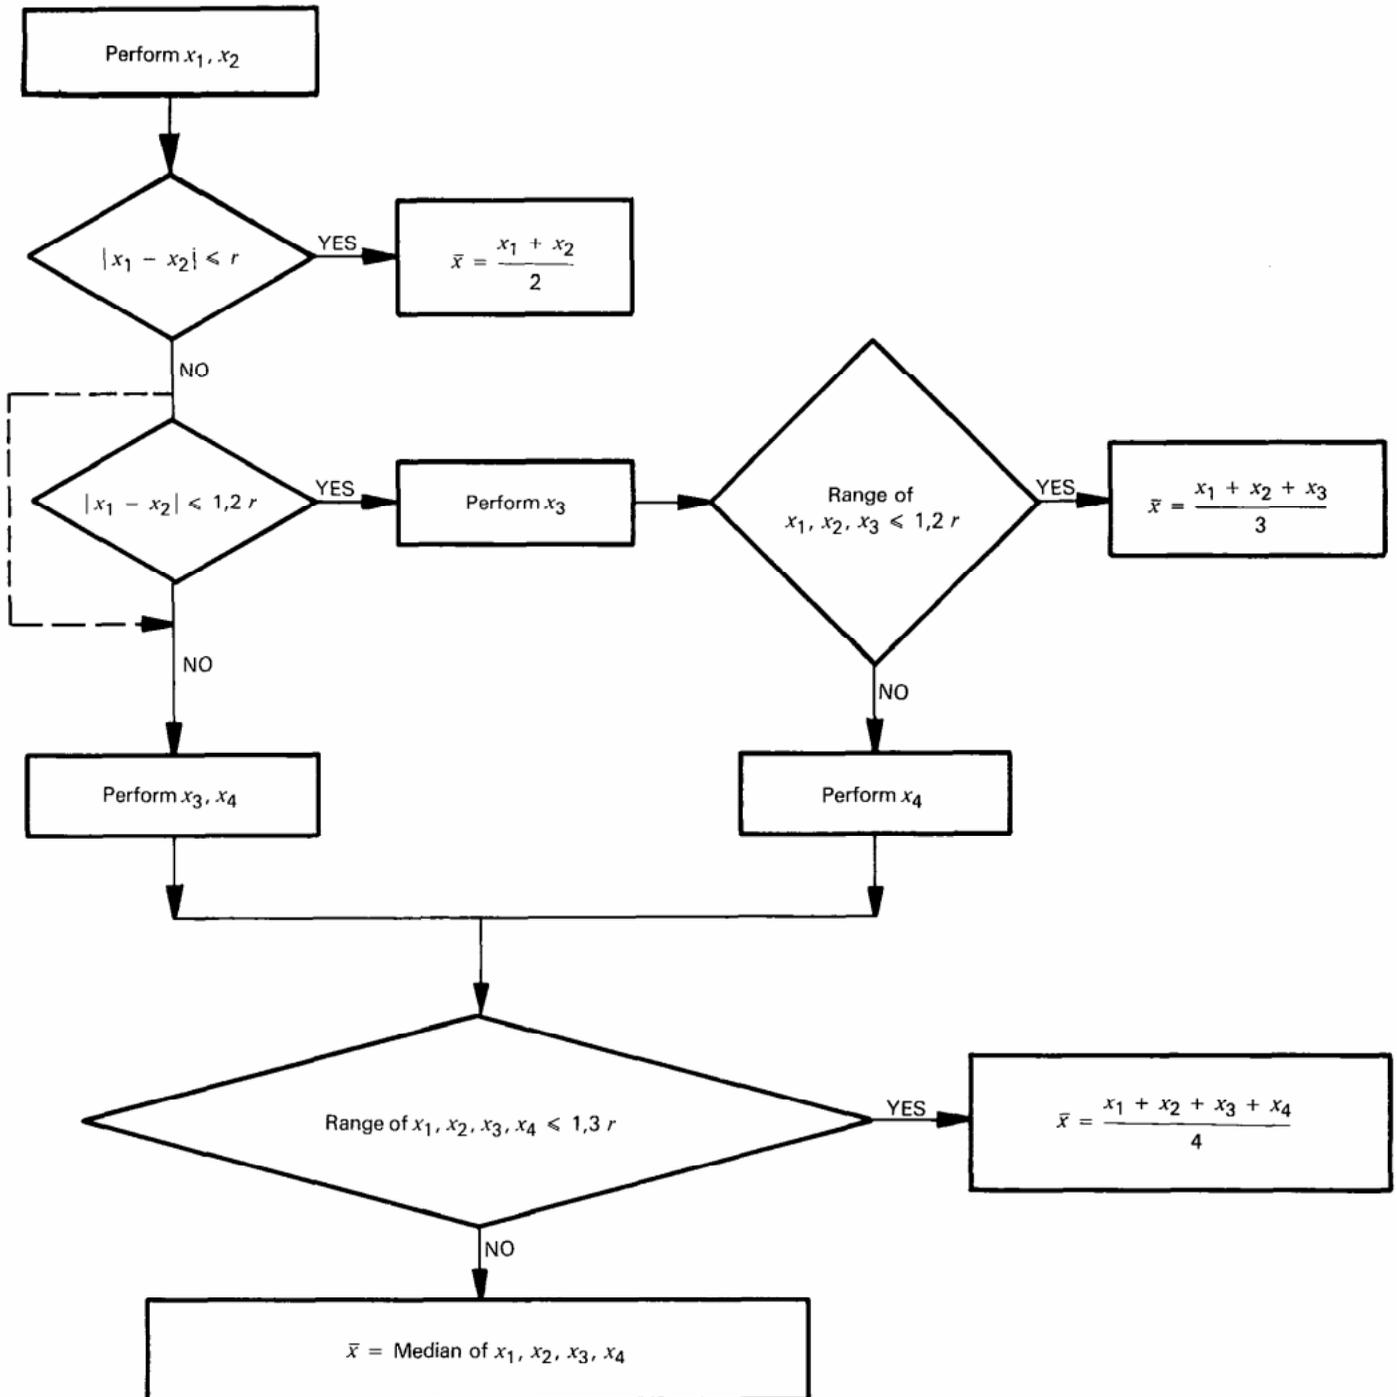 Perform x1, x2
|x1 − x2| ⩽ r
YES
x̄ = x1 + x2
2
NO
|x1 − x2| ⩽ 1,2 r
YES
Perform x3
Range of
x1, x2, x3 ⩽ 1,2 r
YES
x̄ = x1 + x2 + x3
3
NO
NO
Perform x3, x4
Perform x4
Range of x1, x2, x3, x4 ⩽ 1,3 r
YES
x̄ = x1 + x2 + x3 + x4
4
NO
x̄ = Median of x1, x2, x3, x4